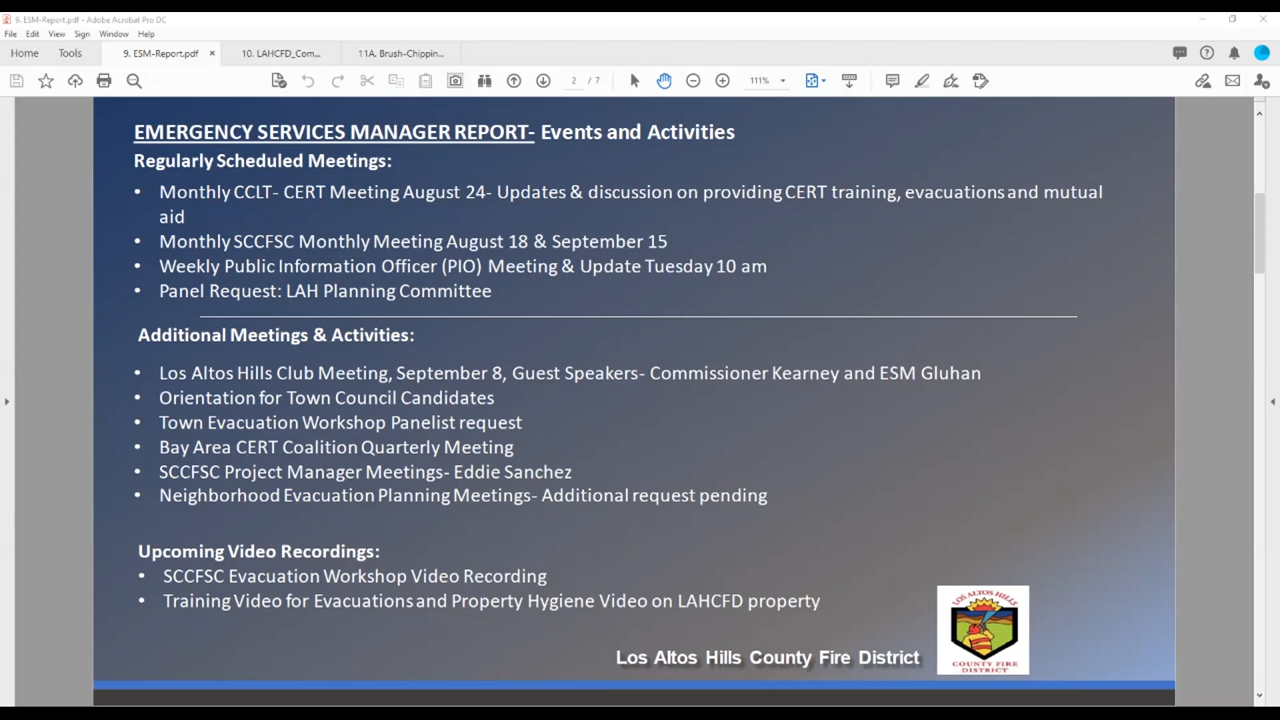 9. ESM-Report.pdf - Adobe Acrobat Pro DC
File Edit View Sign Window Help
Home Tools 9. ESM-Report.pdf × 10. LAHCFD_Com... 11A. Brush-Chippin...
2 / 7 111%
EMERGENCY SERVICES MANAGER REPORT- Events and Activities
Regularly Scheduled Meetings:
• Monthly CCLT- CERT Meeting August 24- Updates & discussion on providing CERT training, evacuations and mutual
aid
• Monthly SCCFSC Monthly Meeting August 18 & September 15
• Weekly Public Information Officer (PIO) Meeting & Update Tuesday 10 am
• Panel Request: LAH Planning Committee
Additional Meetings & Activities:
• Los Altos Hills Club Meeting, September 8, Guest Speakers- Commissioner Kearney and ESM Gluhan
• Orientation for Town Council Candidates
• Town Evacuation Workshop Panelist request
• Bay Area CERT Coalition Quarterly Meeting
• SCCFSC Project Manager Meetings- Eddie Sanchez
• Neighborhood Evacuation Planning Meetings- Additional request pending
Upcoming Video Recordings:
• SCCFSC Evacuation Workshop Video Recording
• Training Video for Evacuations and Property Hygiene Video on LAHCFD property
LOS ALTOS HILLS
COUNTY FIRE
DISTRICT
Los Altos Hills County Fire District